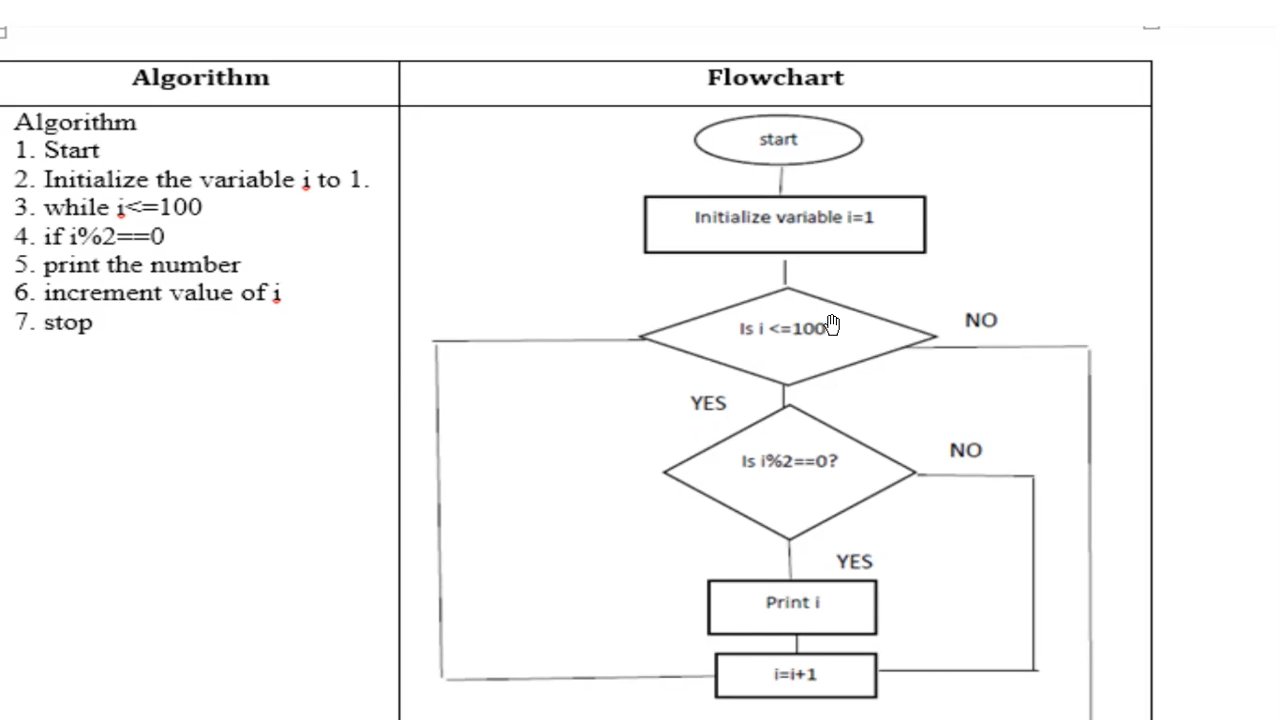 Algorithm
Flowchart
Algorithm
1. Start
2. Initialize the variable i to 1.
3. while i<=100
4. if i%2==0
5. print the number
6. increment value of i
7. stop
start
Initialize variable i=1
Is i <=100
NO
YES
Is i%2==0?
NO
YES
Print i
i=i+1